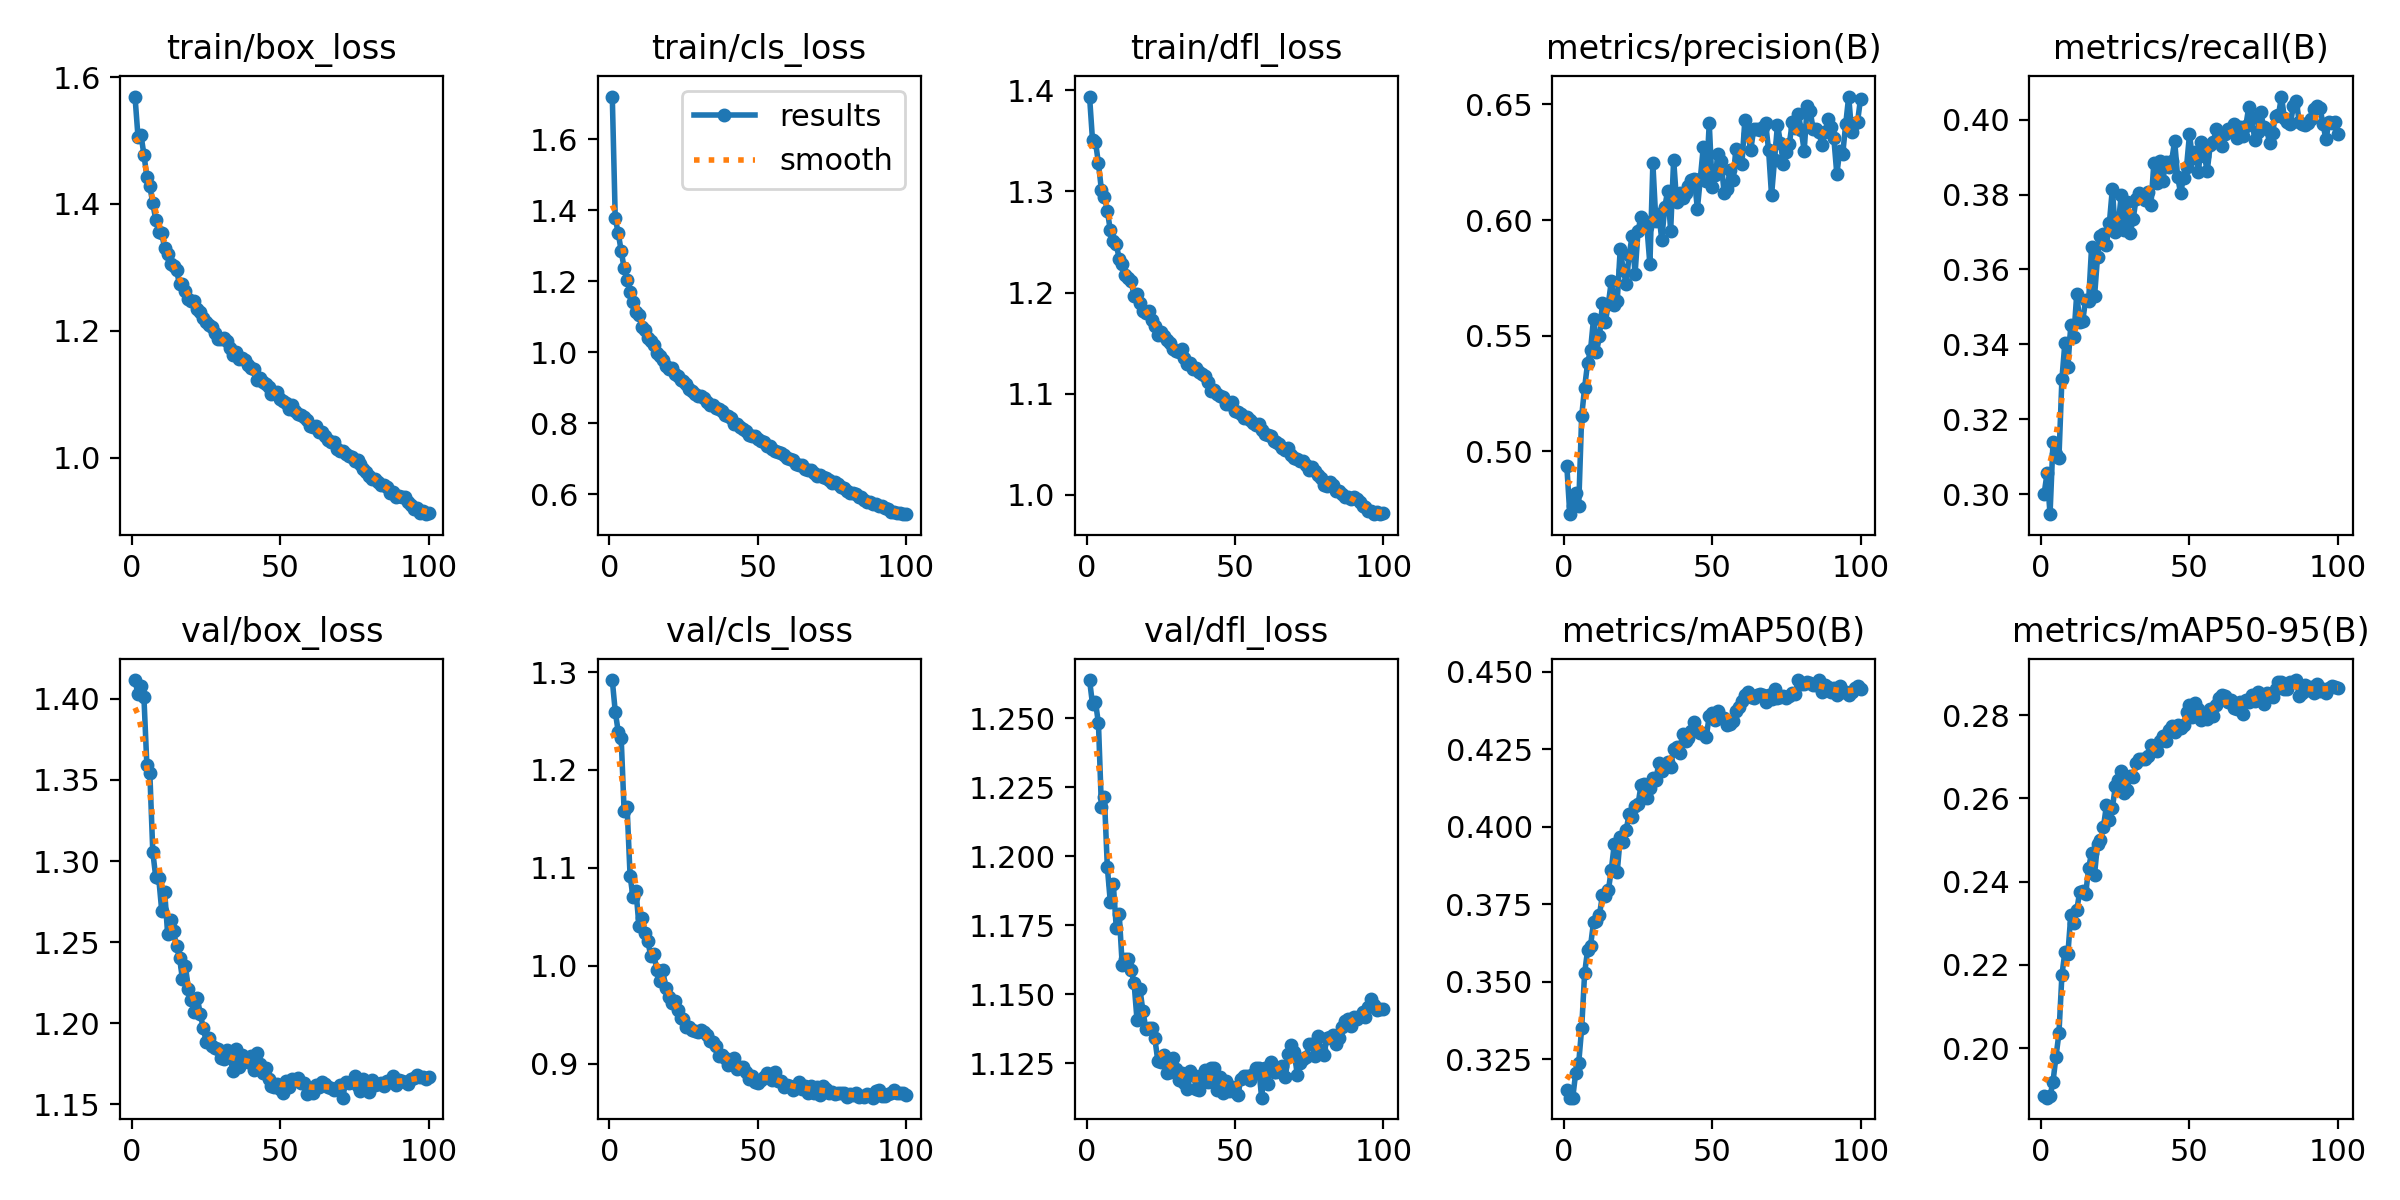 train/box_loss
1.6
1.4
1.2
1.0
0 50 100
train/cls_loss
results
smooth
1.6
1.4
1.2
1.0
0.8
0.6
0 50 100
train/dfl_loss
1.4
1.3
1.2
1.1
1.0
0 50 100
metrics/precision(B)
0.65
0.60
0.55
0.50
0 50 100
metrics/recall(B)
0.40
0.38
0.36
0.34
0.32
0.30
0 50 100
val/box_loss
1.40
1.35
1.30
1.25
1.20
1.15
0 50 100
val/cls_loss
1.3
1.2
1.1
1.0
0.9
0 50 100
val/dfl_loss
1.250
1.225
1.200
1.175
1.150
1.125
0 50 100
metrics/mAP50(B)
0.450
0.425
0.400
0.375
0.350
0.325
0 50 100
metrics/mAP50-95(B)
0.28
0.26
0.24
0.22
0.20
0 50 100